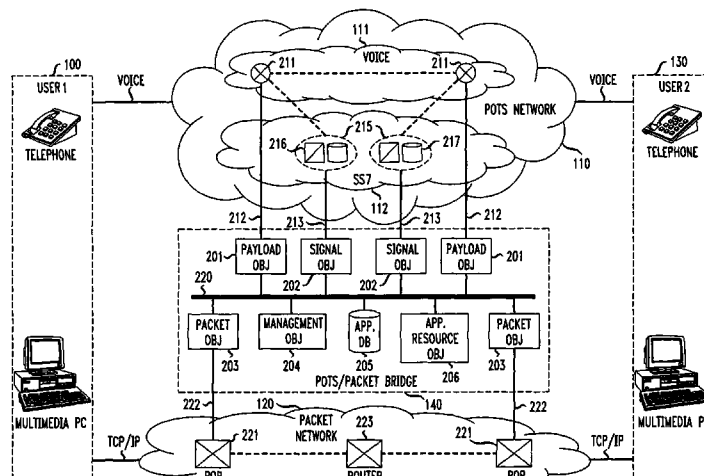 111
100
VOICE
130
USER 1
211
211
USER 2
VOICE
VOICE
POTS NETWORK
TELEPHONE
216
215
217
TELEPHONE
110
SS7
112
212
213
213
212
201
PAYLOAD OBJ
SIGNAL OBJ
SIGNAL OBJ
PAYLOAD OBJ
201
220
202
202
PACKET OBJ
MANAGEMENT OBJ
APP. DB
APP. RESOURCE OBJ
PACKET OBJ
203
204
205
206
203
POTS/PACKET BRIDGE
222
120
140
222
MULTIMEDIA PC
PACKET NETWORK
MULTIMEDIA PC
TCP/IP
221
223
221
TCP/IP
POP
ROUTER
POP